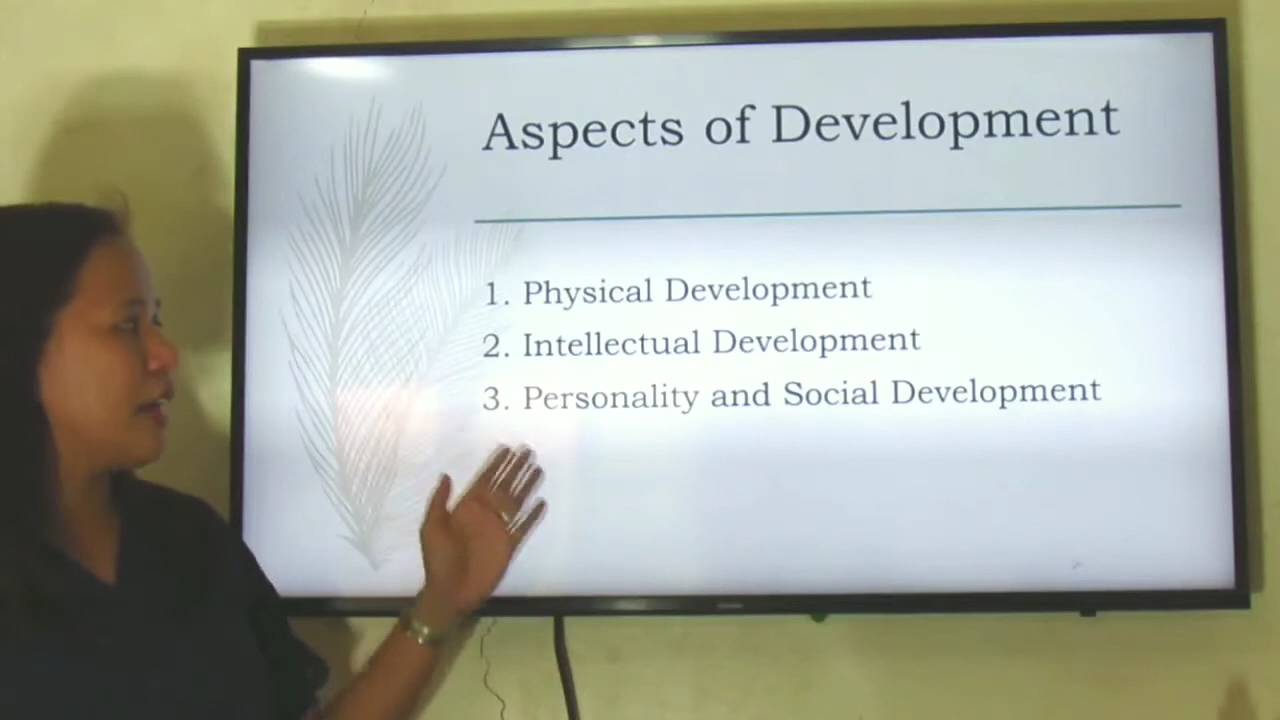 Aspects of Development
1. Physical Development
2. Intellectual Development
3. Personality and Social Development